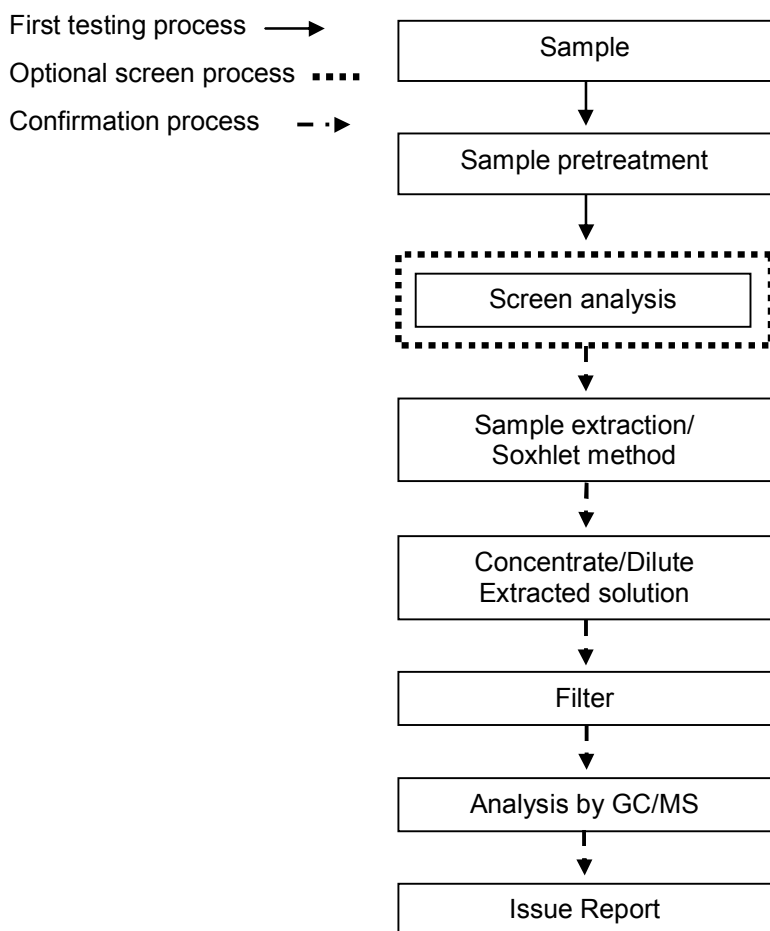 First testing process
Optional screen process
Confirmation process
Sample
Sample pretreatment
Screen analysis
Sample extraction/
Soxhlet method
Concentrate/Dilute
Extracted solution
Filter
Analysis by GC/MS
Issue Report